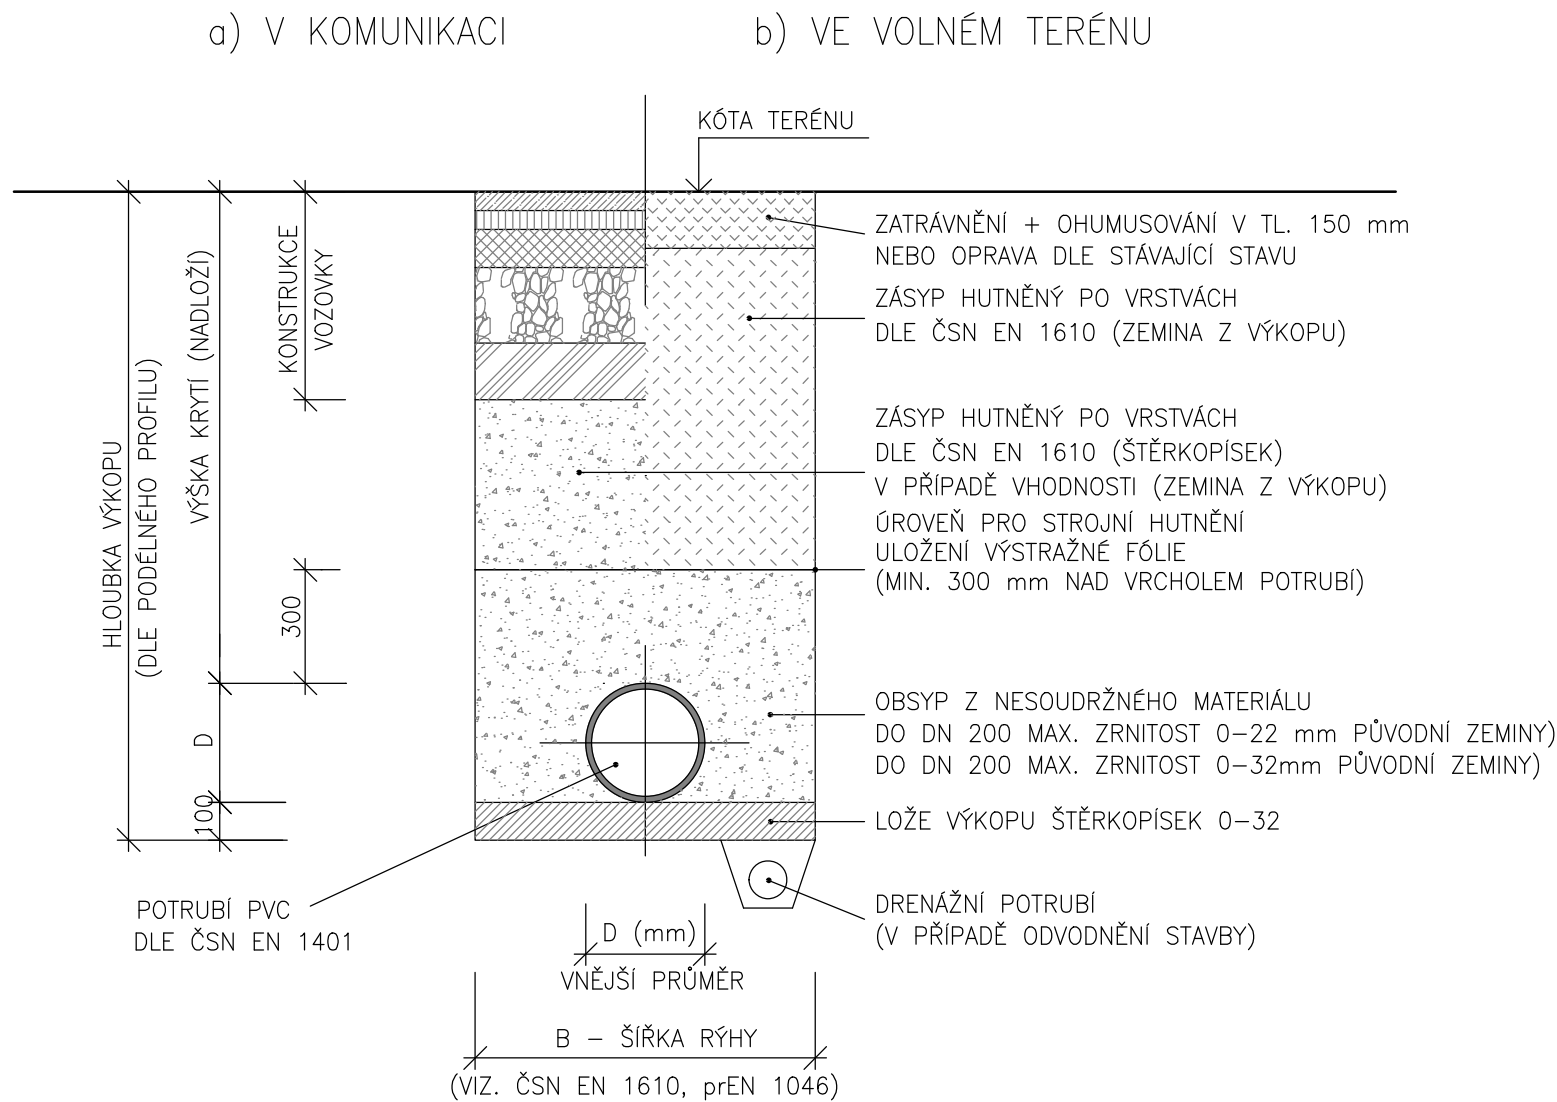 a) V KOMUNIKACI
b) VE VOLNÉM TERÉNU
KÓTA TERÉNU
ZATRÁVNĚNÍ + OHUMUSOVÁNÍ V TL. 150 mm
NEBO OPRAVA DLE STÁVAJÍCÍ STAVU
ZÁSYP HUTNĚNÝ PO VRSTVÁCH
DLE ČSN EN 1610 (ZEMINA Z VÝKOPU)
ZÁSYP HUTNĚNÝ PO VRSTVÁCH
DLE ČSN EN 1610 (ŠTĚRKOPÍSEK)
V PŘÍPADĚ VHODNOSTI (ZEMINA Z VÝKOPU)
ÚROVEŇ PRO STROJNÍ HUTNĚNÍ
ULOŽENÍ VÝSTRAŽNÉ FÓLIE
(MIN. 300 mm NAD VRCHOLEM POTRUBÍ)
OBSYP Z NESOUDRŽNÉHO MATERIÁLU
DO DN 200 MAX. ZRNITOST 0-22 mm PŮVODNÍ ZEMINY)
DO DN 200 MAX. ZRNITOST 0-32mm PŮVODNÍ ZEMINY)
LOŽE VÝKOPU ŠTĚRKOPÍSEK 0-32
DRENÁŽNÍ POTRUBÍ
(V PŘÍPADĚ ODVODNĚNÍ STAVBY)
HLOUBKA VÝKOPU
(DLE PODÉLNÉHO PROFILU)
VÝŠKA KRYTÍ (NADLOŽÍ)
KONSTRUKCE
VOZOVKY
300
D
100
POTRUBÍ PVC
DLE ČSN EN 1401
D (mm)
VNĚJŠÍ PRŮMĚR
B – ŠÍŘKA RÝHY
(VIZ. ČSN EN 1610, prEN 1046)